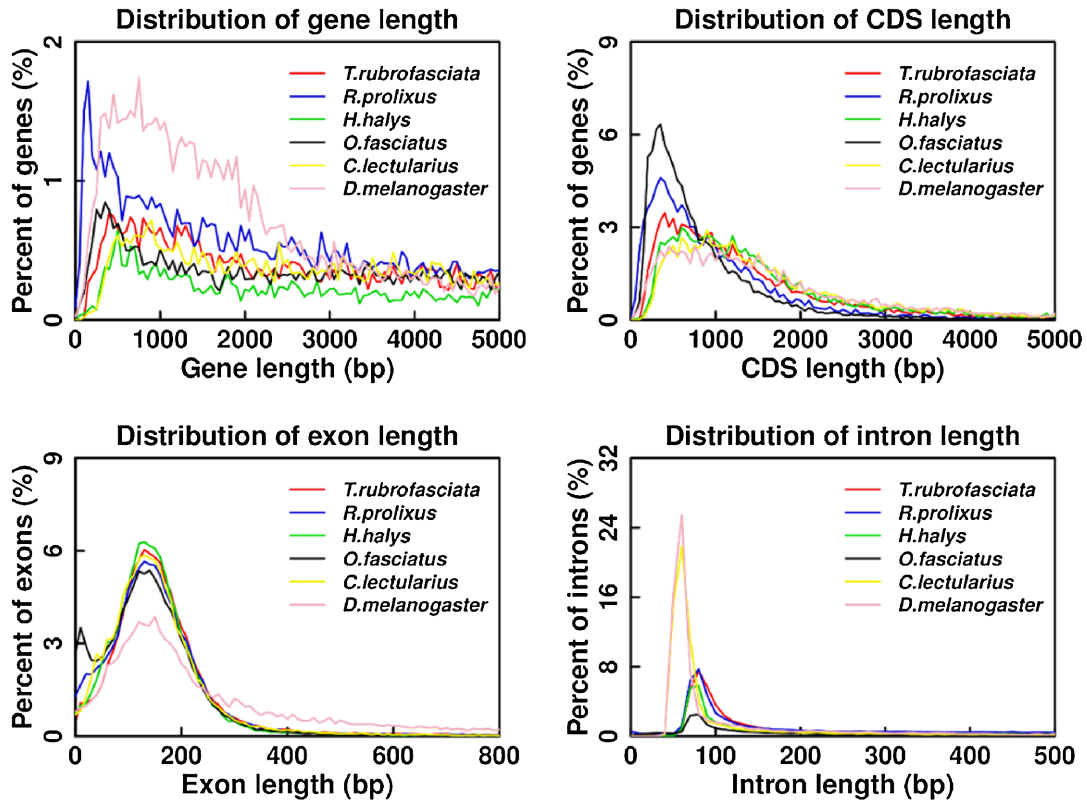 Distribution of gene length
Percent of genes (%)
2
1
0
T.rubrofasciata
R.prolixus
H.halys
O.fasciatus
C.lectularius
D.melanogaster
0 1000 2000 3000 4000 5000
Gene length (bp)
Distribution of CDS length
Percent of genes (%)
9
6
3
0
T.rubrofasciata
R.prolixus
H.halys
O.fasciatus
C.lectularius
D.melanogaster
0 1000 2000 3000 4000 5000
CDS length (bp)
Distribution of exon length
Percent of exons (%)
9
6
3
0
T.rubrofasciata
R.prolixus
H.halys
O.fasciatus
C.lectularius
D.melanogaster
0 200 400 600 800
Exon length (bp)
Distribution of intron length
Percent of introns (%)
32
24
16
8
0
T.rubrofasciata
R.prolixus
H.halys
O.fasciatus
C.lectularius
D.melanogaster
0 100 200 300 400 500
Intron length (bp)